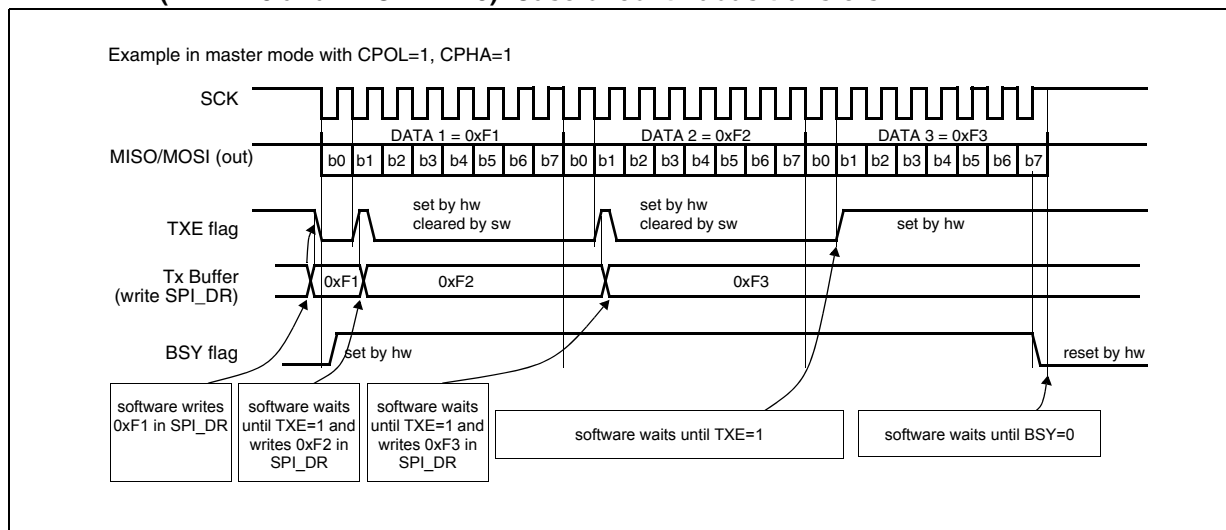 Example in master mode with CPOL=1, CPHA=1
SCK
DATA 1 = 0xF1
DATA 2 = 0xF2
DATA 3 = 0xF3
MISO/MOSI (out)
b0 b1 b2 b3 b4 b5 b6 b7 b0 b1 b2 b3 b4 b5 b6 b7 b0 b1 b2 b3 b4 b5 b6 b7
TXE flag
set by hw
cleared by sw
set by hw
cleared by sw
set by hw
Tx Buffer
(write SPI_DR)
0xF1
0xF2
0xF3
BSY flag
set by hw
reset by hw
software writes
0xF1 in SPI_DR
software waits
until TXE=1 and
writes 0xF2 in
SPI_DR
software waits
until TXE=1 and
writes 0xF3 in
SPI_DR
software waits until TXE=1
software waits until BSY=0